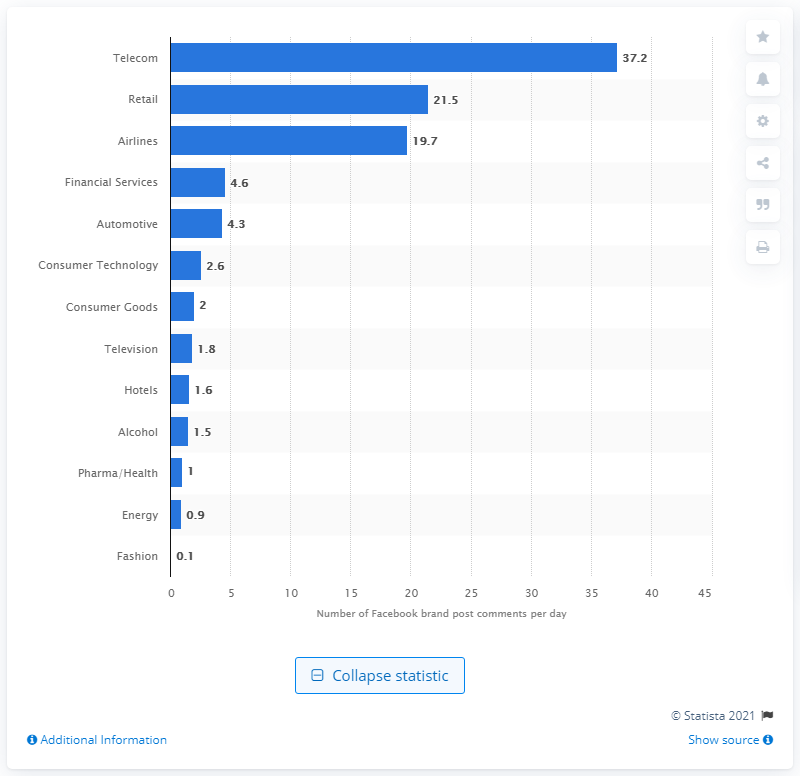 Telecom 37.2
Retail 21.5
Airlines 19.7
Financial Services 4.6
Automotive 4.3
Consumer Technology 2.6
Consumer Goods 2
Television 1.8
Hotels 1.6
Alcohol 1.5
Pharma/Health 1
Energy 0.9
Fashion 0.1
0 5 10 15 20 25 30 35 40 45
Number of Facebook brand post comments per day
Collapse statistic
© Statista 2021
Additional Information Show source